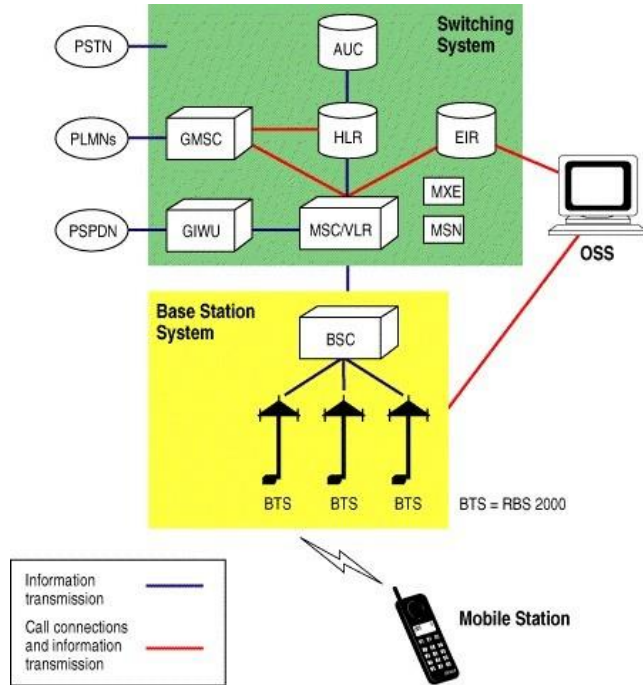 Switching
System
PSTN
AUC
PLMNs
GMSC
HLR
EIR
MXE
PSPDN
GIWU
MSC/VLR
MSN
OSS
Base Station
System
BSC
BTS
BTS
BTS
BTS = RBS 2000
Information
transmission
Call connections
and information
transmission
Mobile Station